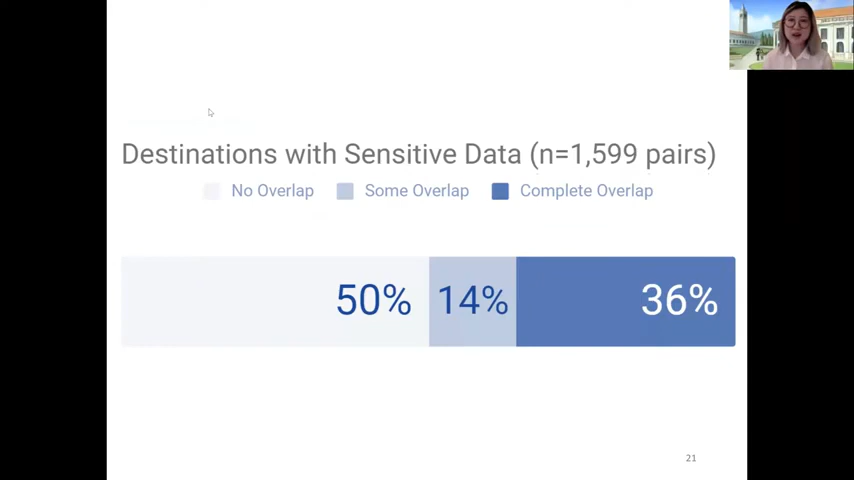 Destinations with Sensitive Data (n=1,599 pairs)
No Overlap Some Overlap Complete Overlap
50% 14% 36%
21